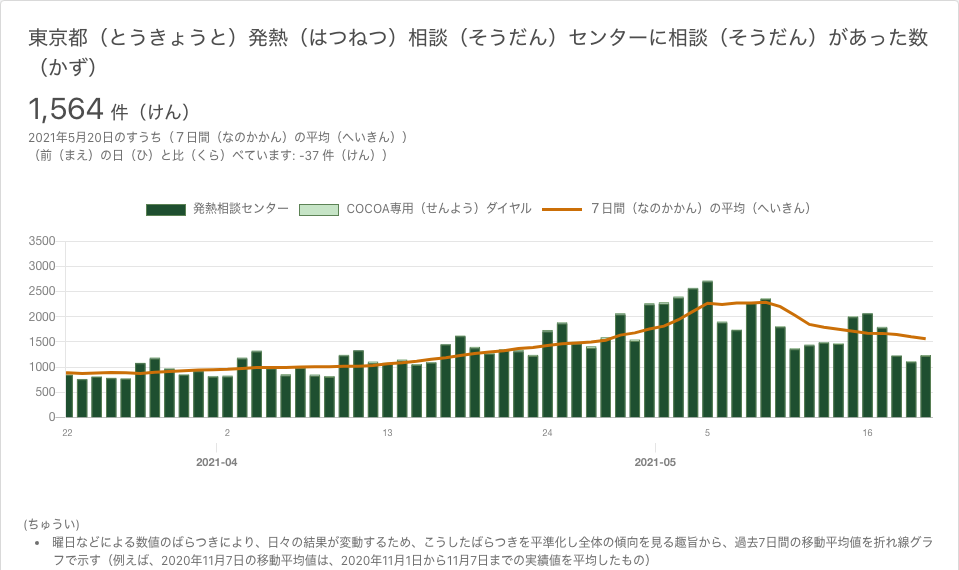 東京都（とうきょうと）発熱（はつねつ）相談（そうだん）センターに相談（そうだん）があった数
（かず）
1,564 件（けん）
2021年5月20日のすうち（７日間（なのかかん）の平均（へいきん））
（前（まえ）の日（ひ）と比（くら）べています: -37 件（けん））
発熱相談センター COCOA専用（せんよう）ダイヤル ７日間（なのかかん）の平均（へいきん）
3500
3000
2500
2000
1500
1000
500
0
22 2 13 24 5 16
2021-04 2021-05
(ちゅうい)
• 曜日などによる数値のばらつきにより、日々の結果が変動するため、こうしたばらつきを平準化し全体の傾向を見る趣旨から、過去7日間の移動平均値を折れ線グラ
フで示す（例えば、2020年11月7日の移動平均値は、2020年11月1日から11月7日までの実績値を平均したもの）